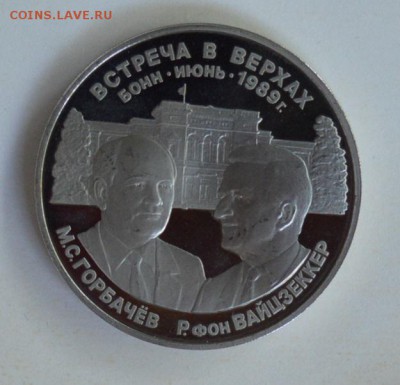 COINS.LAVE.RU
ВСТРЕЧА В ВЕРХАХ
БОНН · ИЮНЬ · 1989 г.
М.С.ГОРБАЧЁВ
Р. ФОН ВАЙЦЗЕККЕР